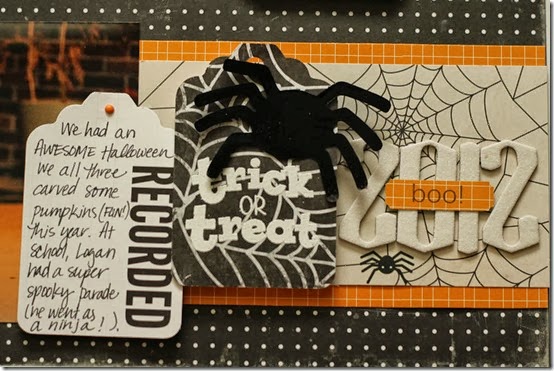 We had an
AWESOME Halloween
We all three
carved some
pumpkins (FUN!)
this year. At
school, Logan
had a super
spooky parade
(he went as
a ninja!).
RECORDED
trick
OR
treat
2012
boo!